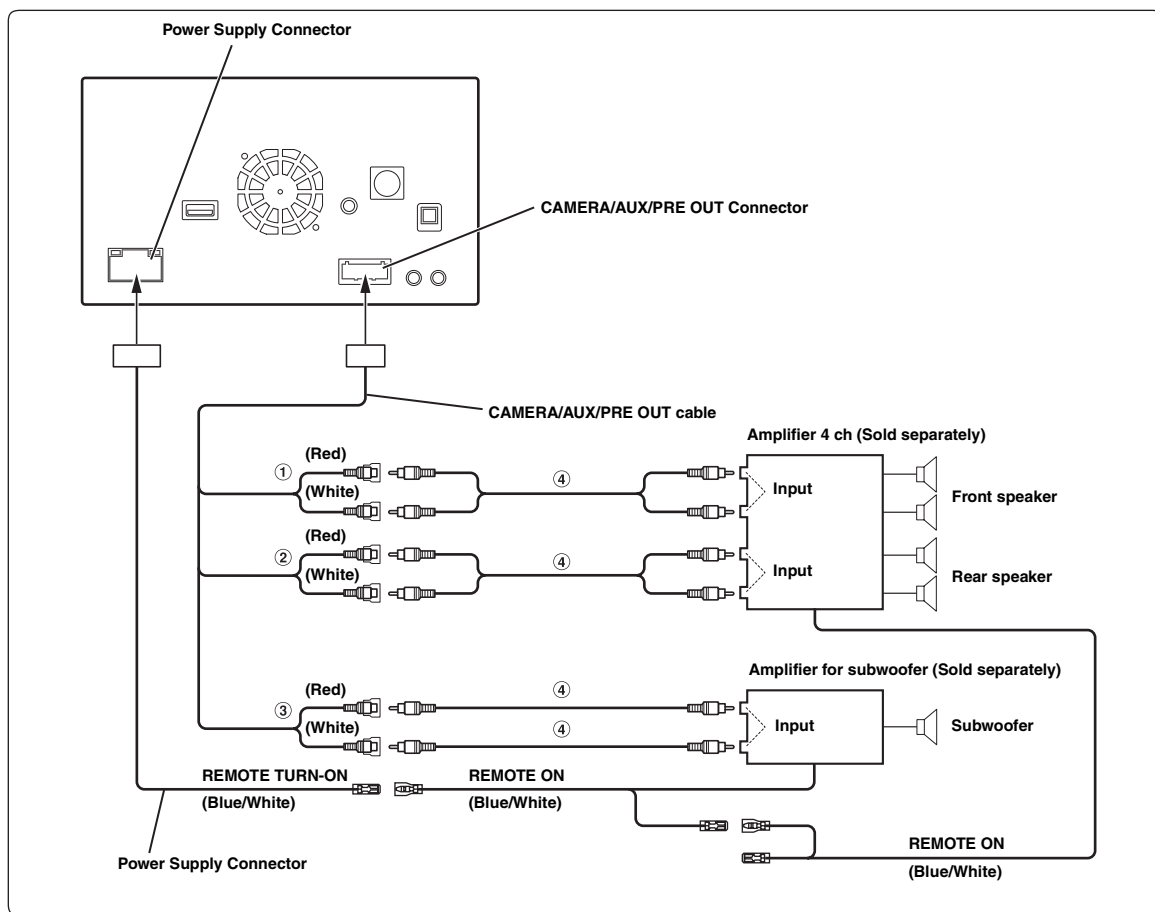 Power Supply Connector
CAMERA/AUX/PRE OUT Connector
CAMERA/AUX/PRE OUT cable
Amplifier 4 ch (Sold separately)
(Red)
①
④
(White)
Input
Front speaker
(Red)
②
④
(White)
Input
Rear speaker
Amplifier for subwoofer (Sold separately)
(Red)
④
③
(White)
④
Input
Subwoofer
REMOTE TURN-ON
(Blue/White)
REMOTE ON
(Blue/White)
REMOTE ON
(Blue/White)
Power Supply Connector